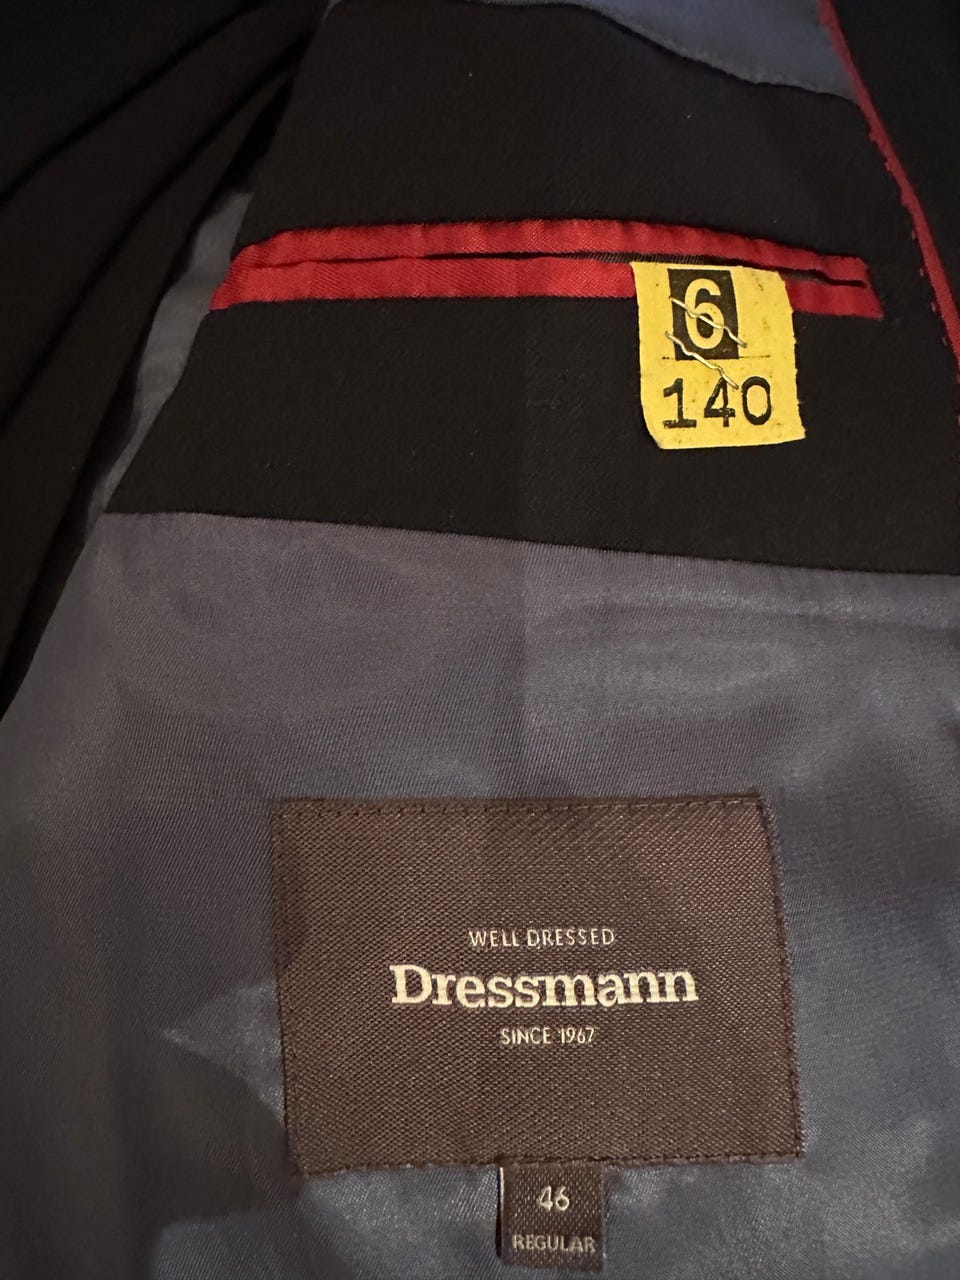 6
140
WELL DRESSED
Dressmann
SINCE 1967
46
REGULAR